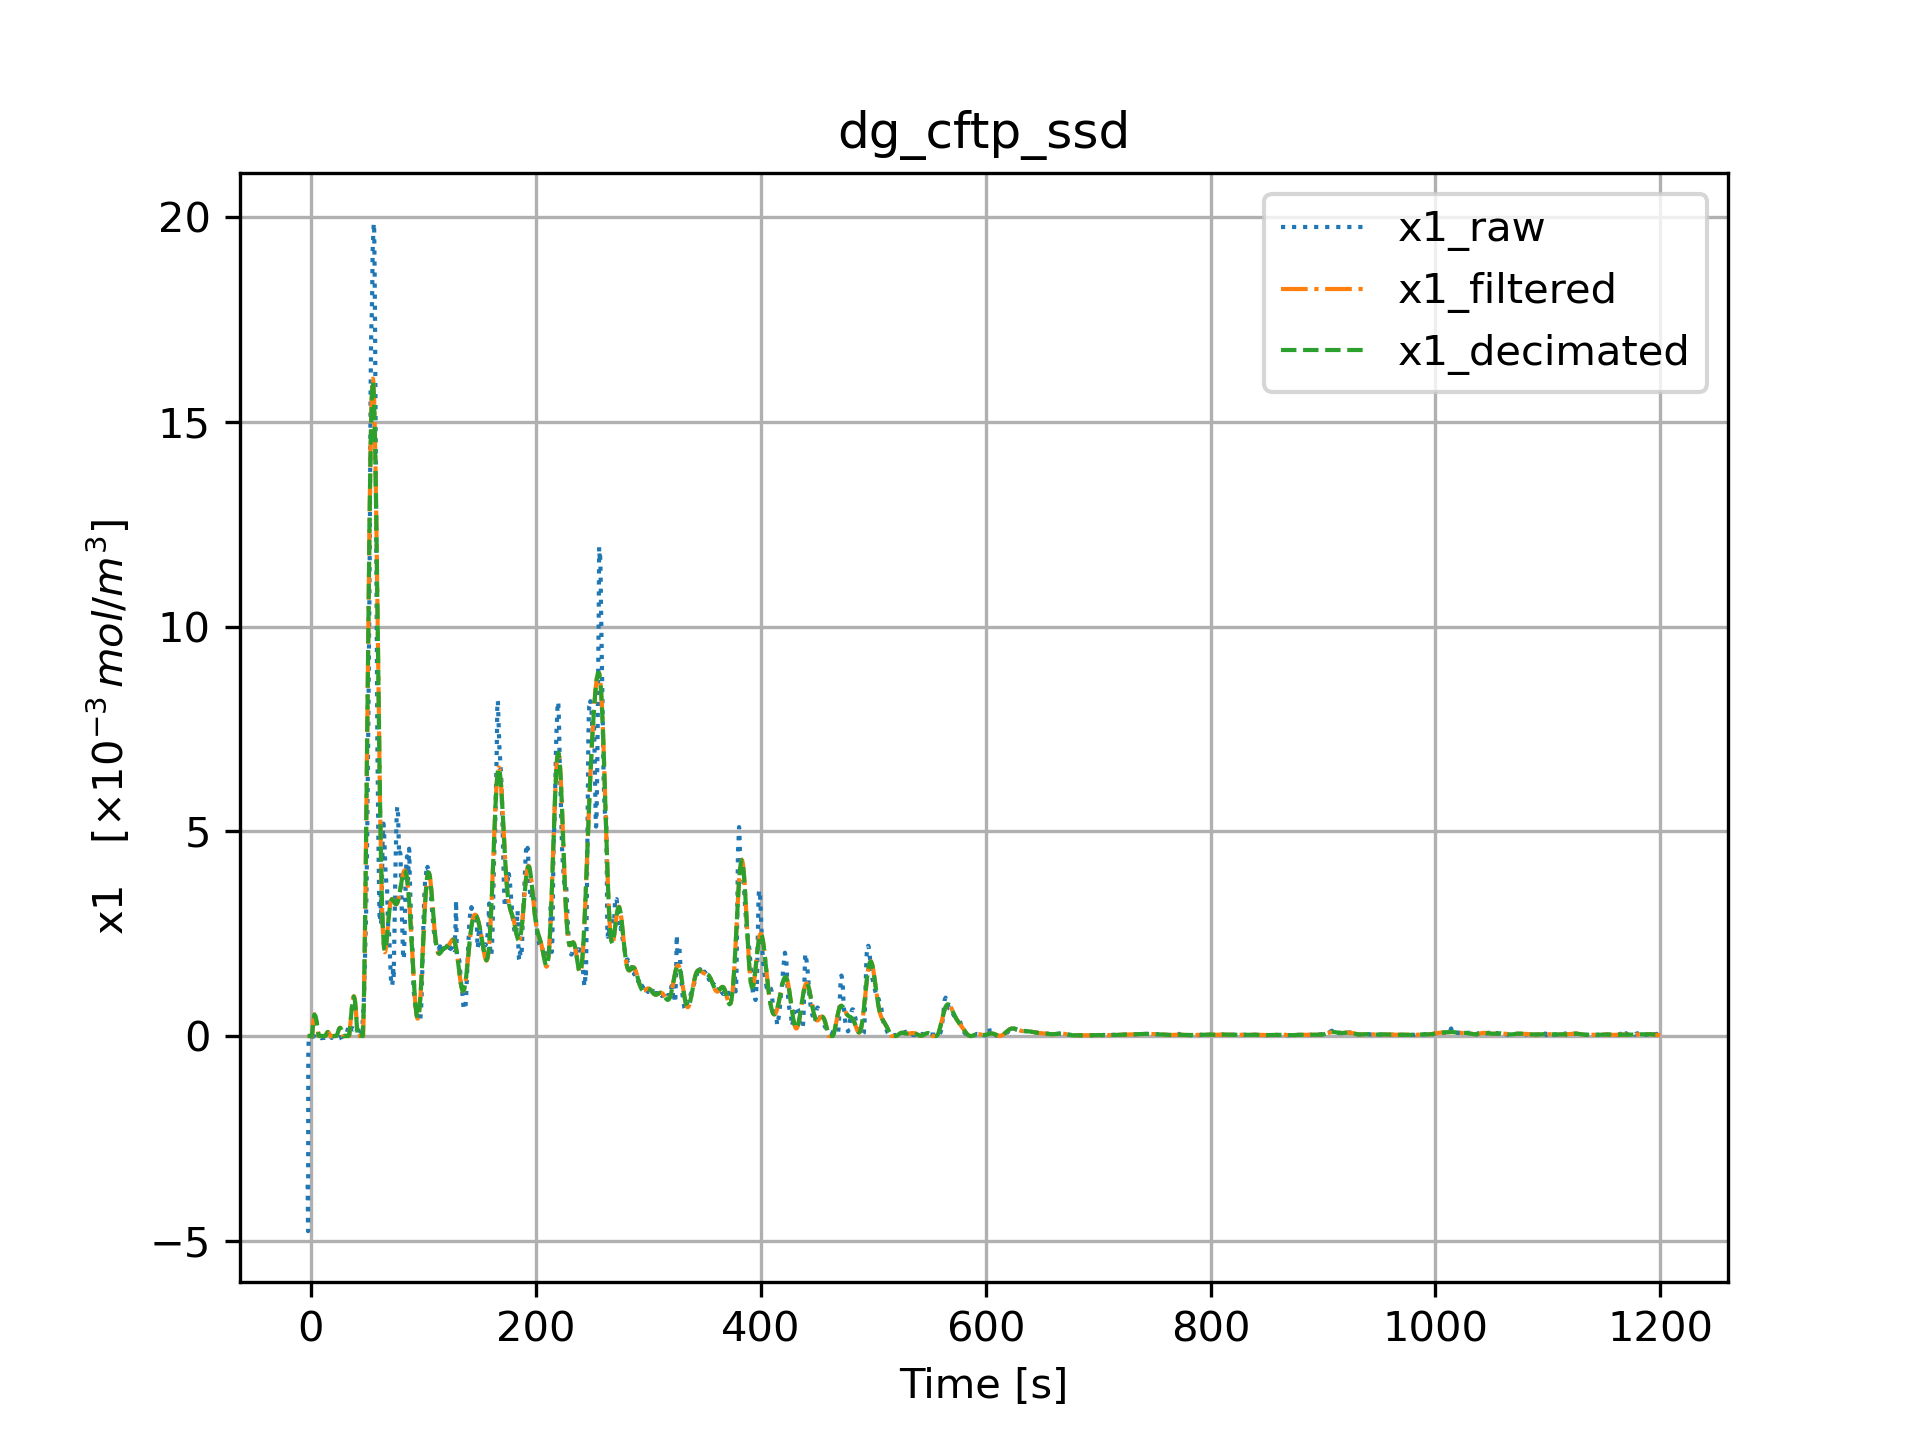 dg_cftp_ssd
x1 [×10⁻³ mol/m³]
20
15
10
5
0
−5
x1_raw
x1_filtered
x1_decimated
0 200 400 600 800 1000 1200
Time [s]